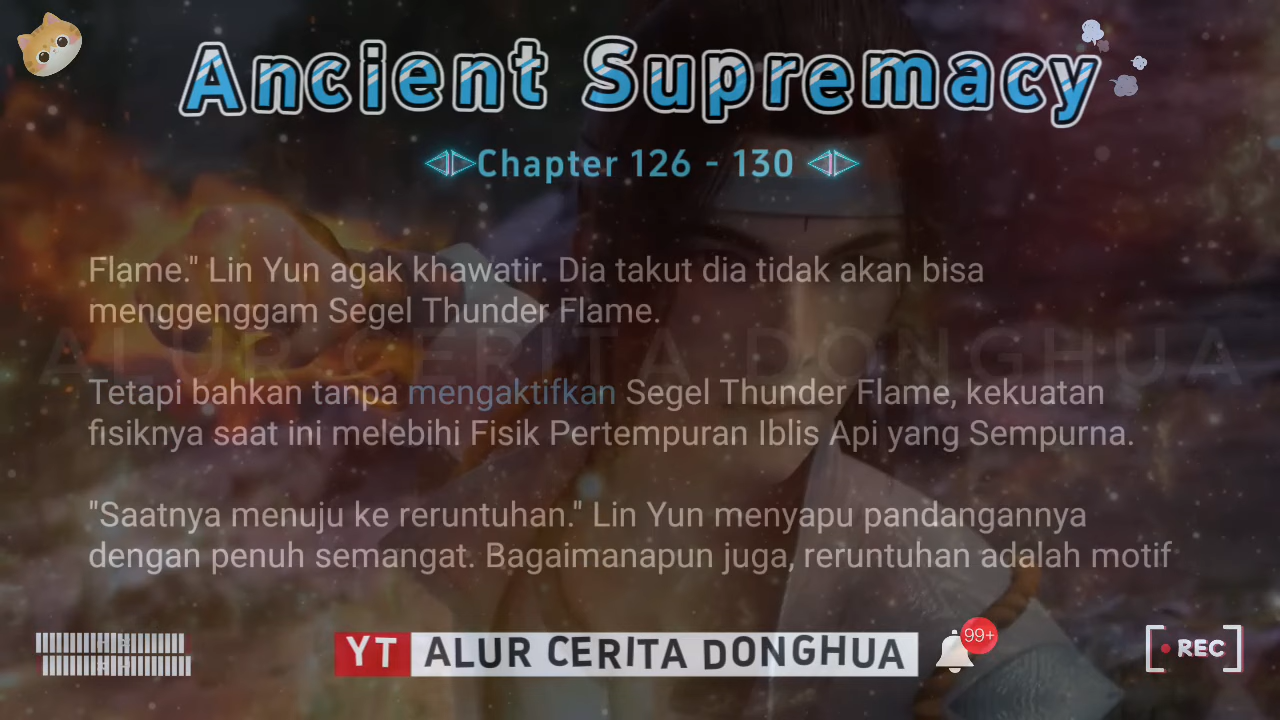 Ancient Supremacy
Chapter 126 - 130
Flame." Lin Yun agak khawatir. Dia takut dia tidak akan bisa
menggenggam Segel Thunder Flame.
ALUR CERITA DONGHUA
Tetapi bahkan tanpa mengaktifkan Segel Thunder Flame, kekuatan
fisiknya saat ini melebihi Fisik Pertempuran Iblis Api yang Sempurna.
"Saatnya menuju ke reruntuhan." Lin Yun menyapu pandangannya
dengan penuh semangat. Bagaimanapun juga, reruntuhan adalah motif
YT ALUR CERITA DONGHUA
99+
REC